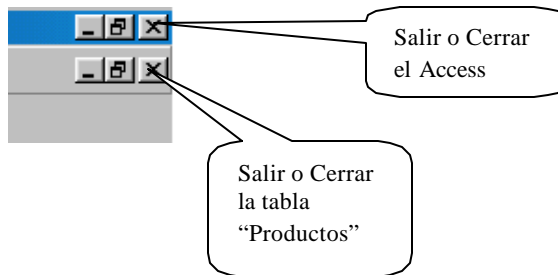 Salir o Cerrar
el Access
Salir o Cerrar
la tabla
“Productos”